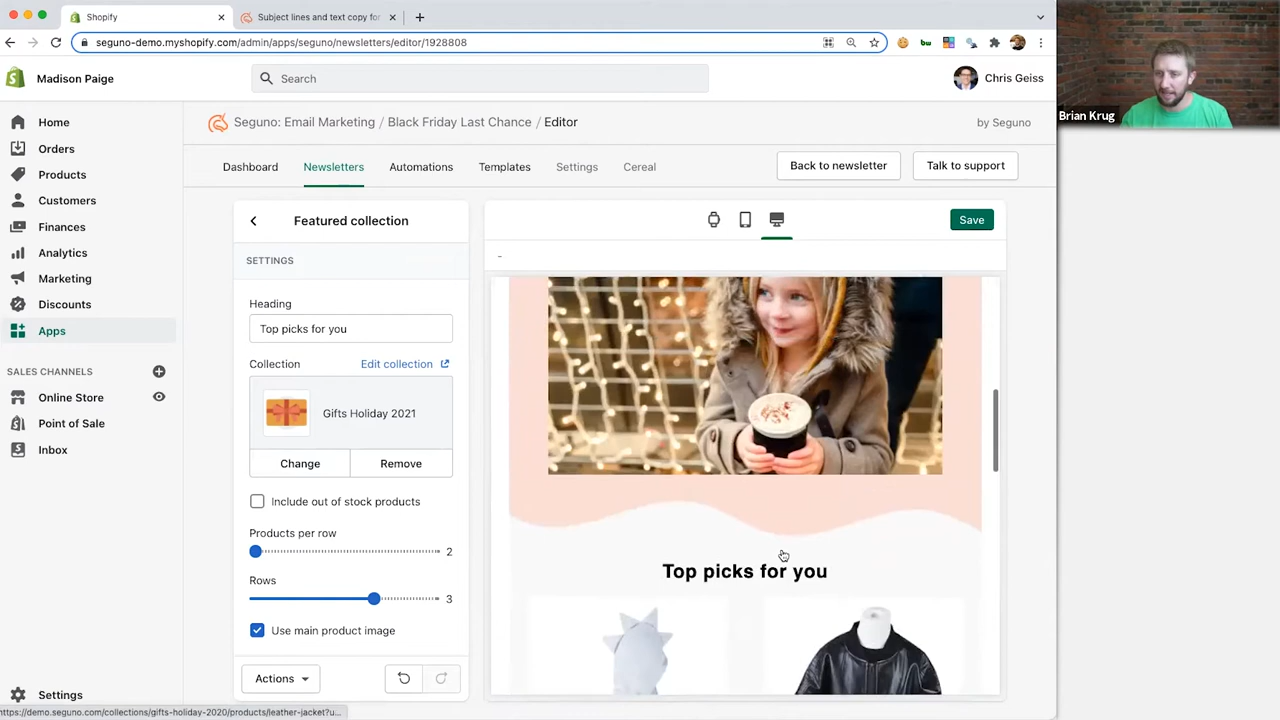 Shopify
Subject lines and text copy for
seguno-demo.myshopify.com/admin/apps/seguno/newsletters/editor/1928808
Madison Paige
Search
Chris Geiss
Brian Krug
Home
Orders
Products
Customers
Finances
Analytics
Marketing
Discounts
Apps
SALES CHANNELS
Online Store
Point of Sale
Inbox
Settings
Seguno: Email Marketing / Black Friday Last Chance / Editor
by Seguno
Dashboard
Newsletters
Automations
Templates
Settings
Cereal
Back to newsletter
Talk to support
Featured collection
SETTINGS
Heading
Top picks for you
Collection
Edit collection
Gifts Holiday 2021
Change
Remove
Include out of stock products
Products per row
2
Rows
3
Use main product image
Actions
Save
-
Top picks for you
https://demo.seguno.com/collections/gifts-holiday-2020/products/leather-jacket?u...